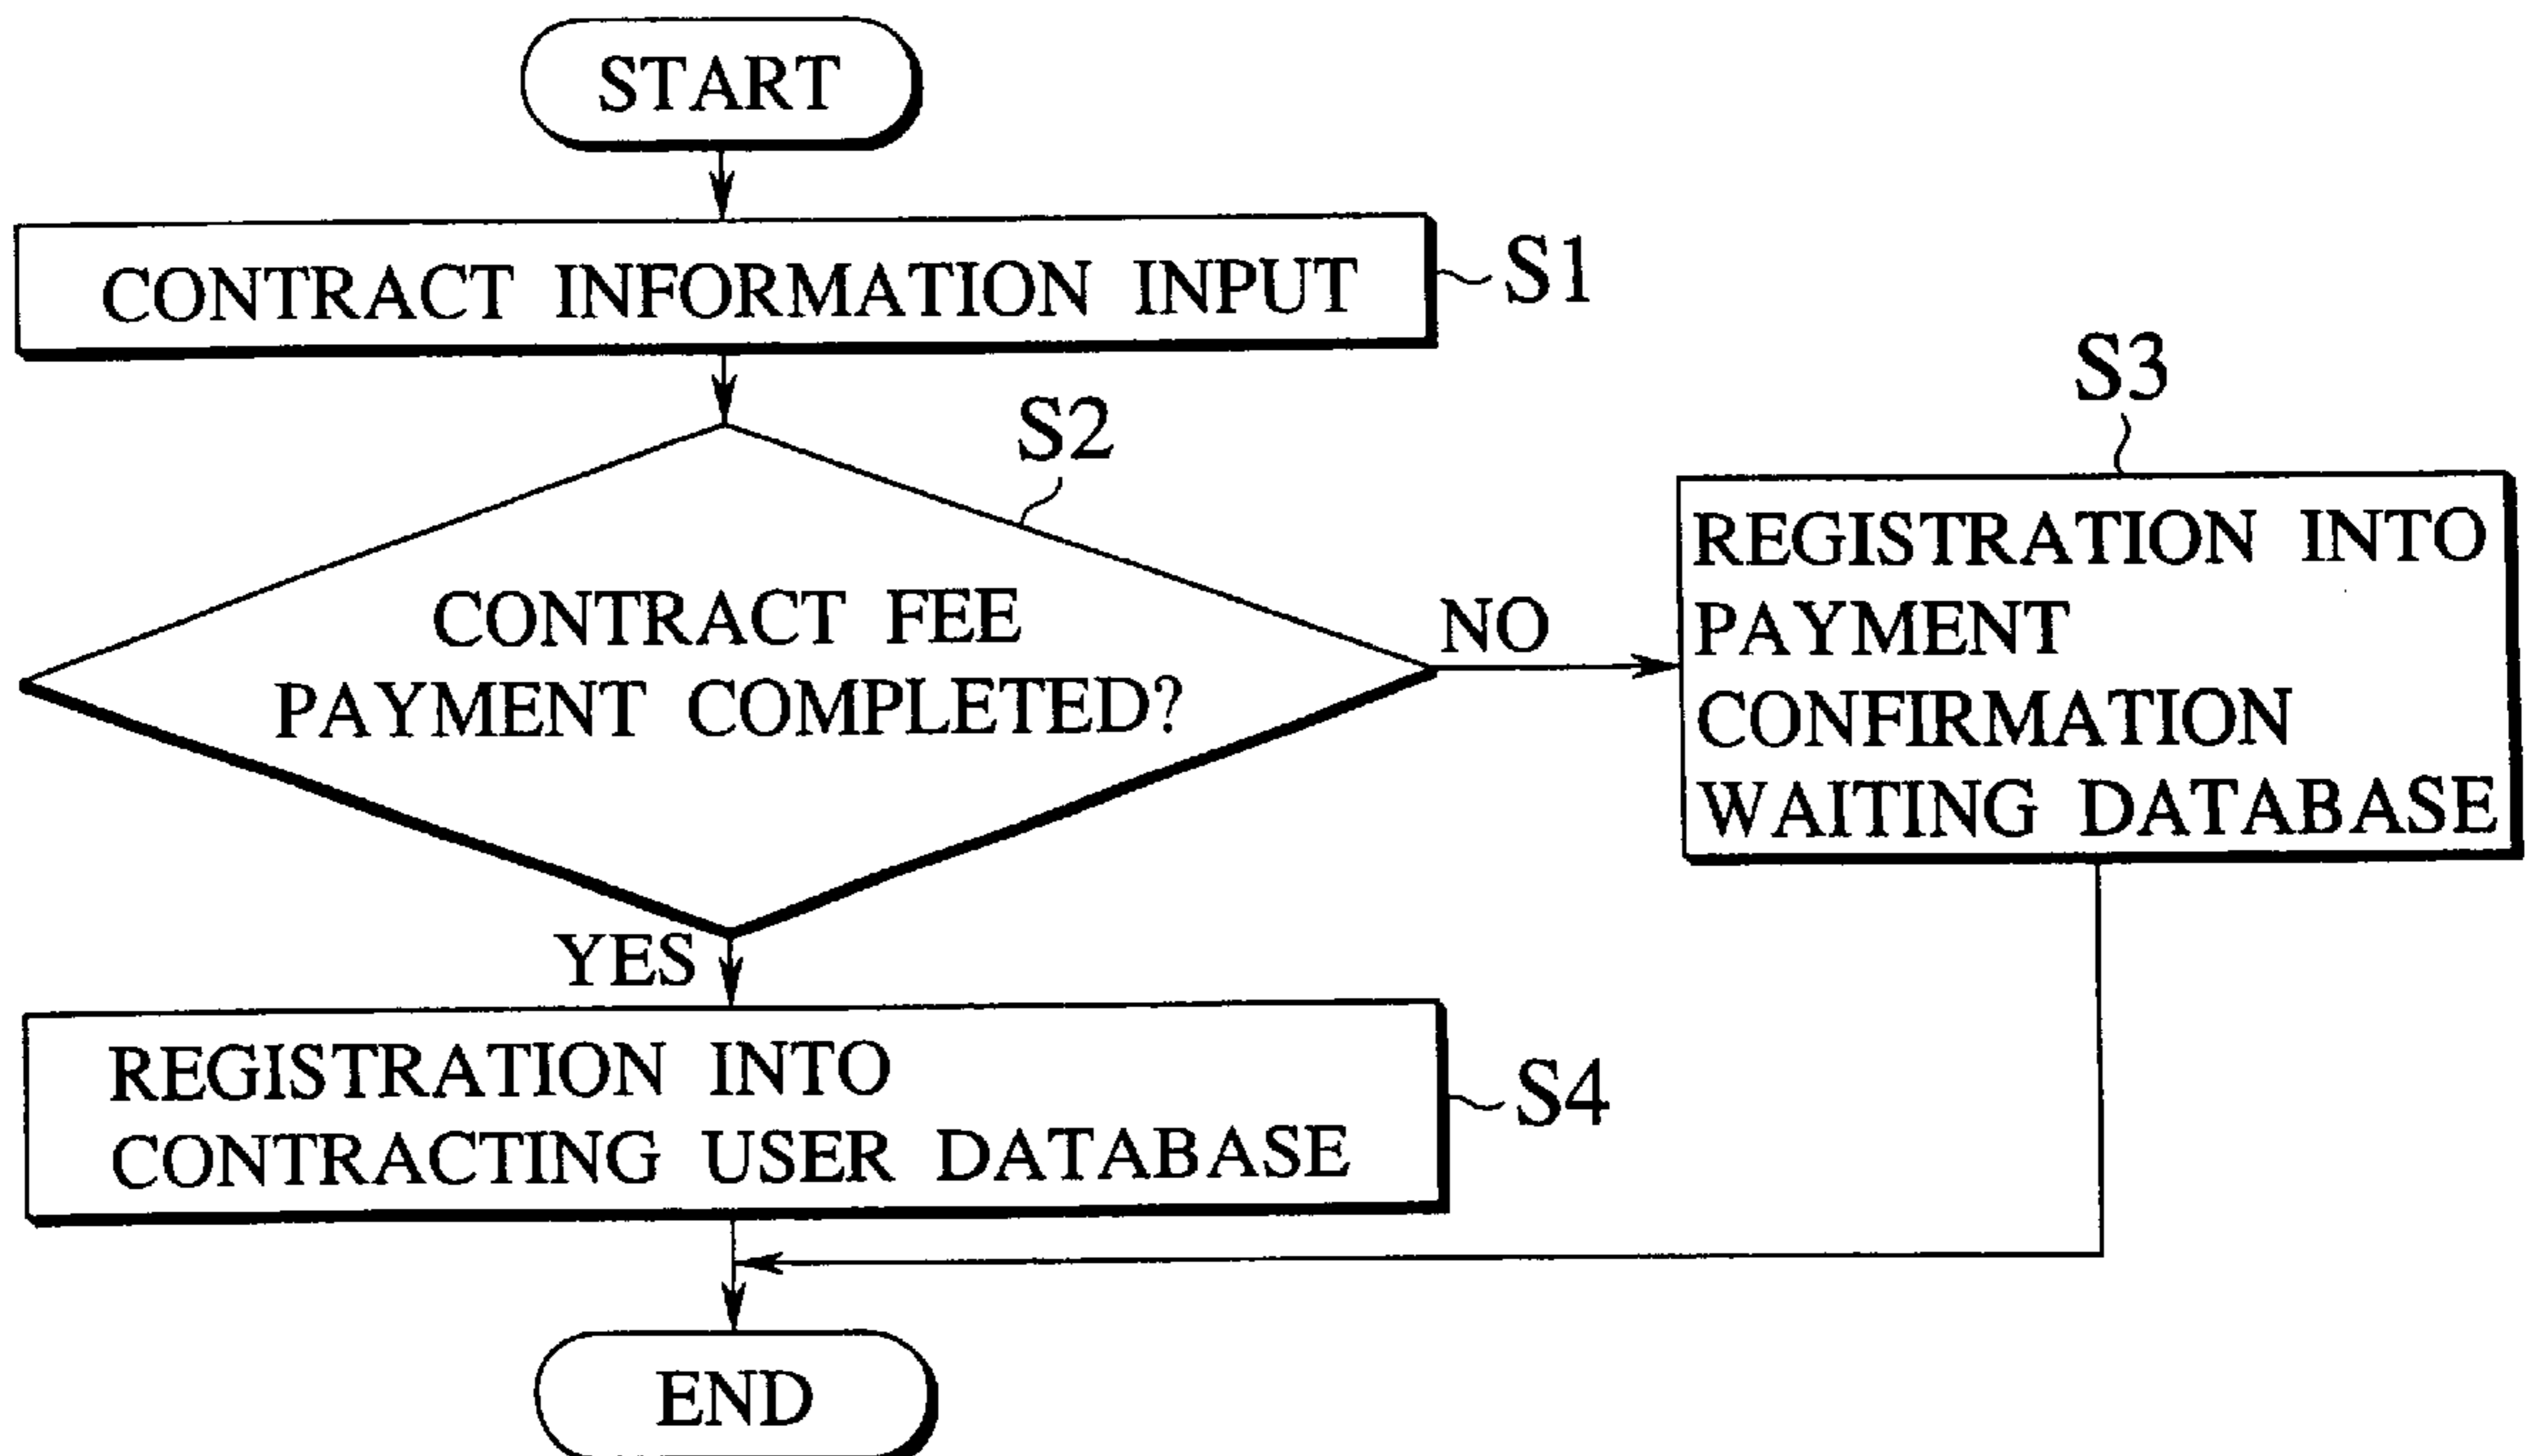 START
CONTRACT INFORMATION INPUT
S1
S2
CONTRACT FEE
PAYMENT COMPLETED?
NO
S3
REGISTRATION INTO
PAYMENT
CONFIRMATION
WAITING DATABASE
YES
REGISTRATION INTO
CONTRACTING USER DATABASE
S4
END